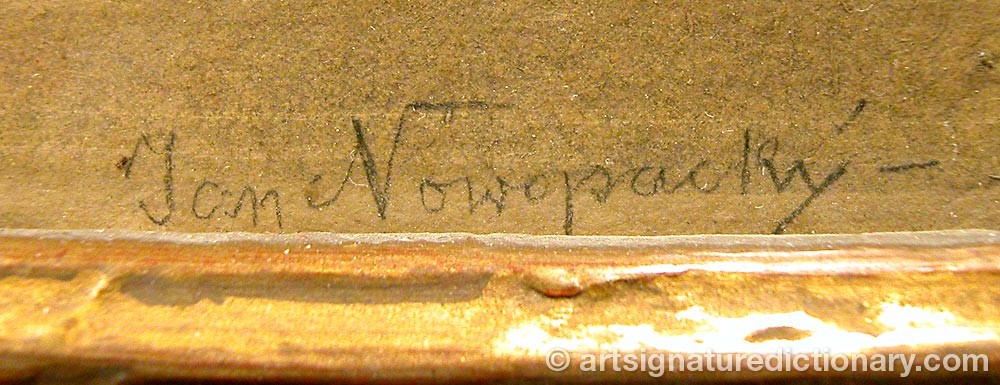 Jan Nowopacký -
© artsignaturedictionary.com